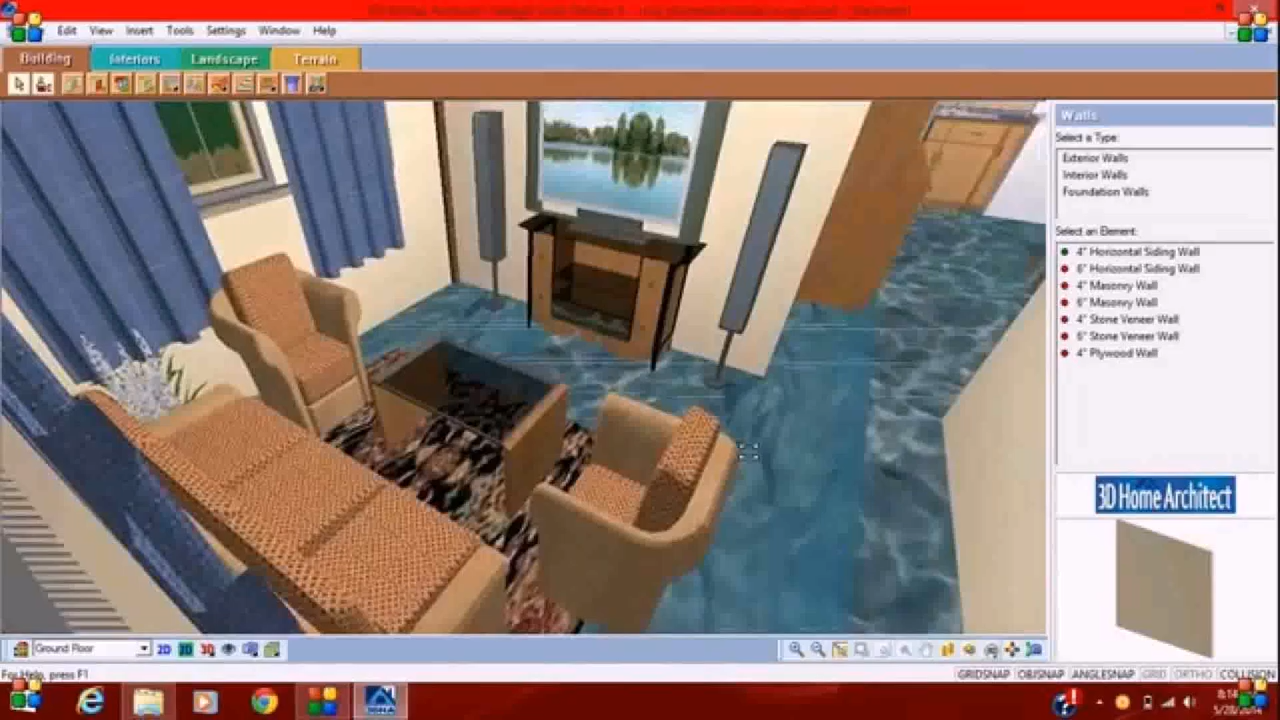 Edit View Insert Tools Settings Window Help
Building Interiors Landscape Terrain
Walls
Select a Type:
Exterior Walls
Interior Walls
Foundation Walls
Select an Element:
4" Horizontal Siding Wall
6" Horizontal Siding Wall
4" Masonry Wall
6" Masonry Wall
4" Stone Veneer Wall
6" Stone Veneer Wall
4" Plywood Wall
3D Home Architect
Ground Floor 2D 2D 3D
For Help, press F1
GRIDSNAP OBJSNAP ANGLESNAP GRID ORTHO COLLISION